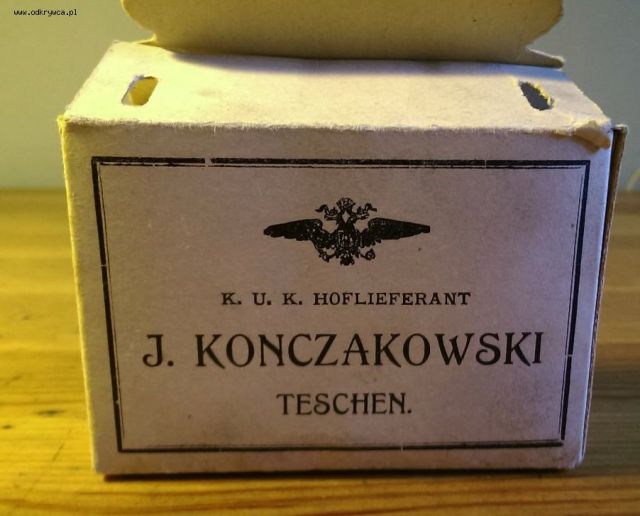 www.odkrywca.pl
K. U. K. HOFLIEFERANT
J. KONCZAKOWSKI
TESCHEN.